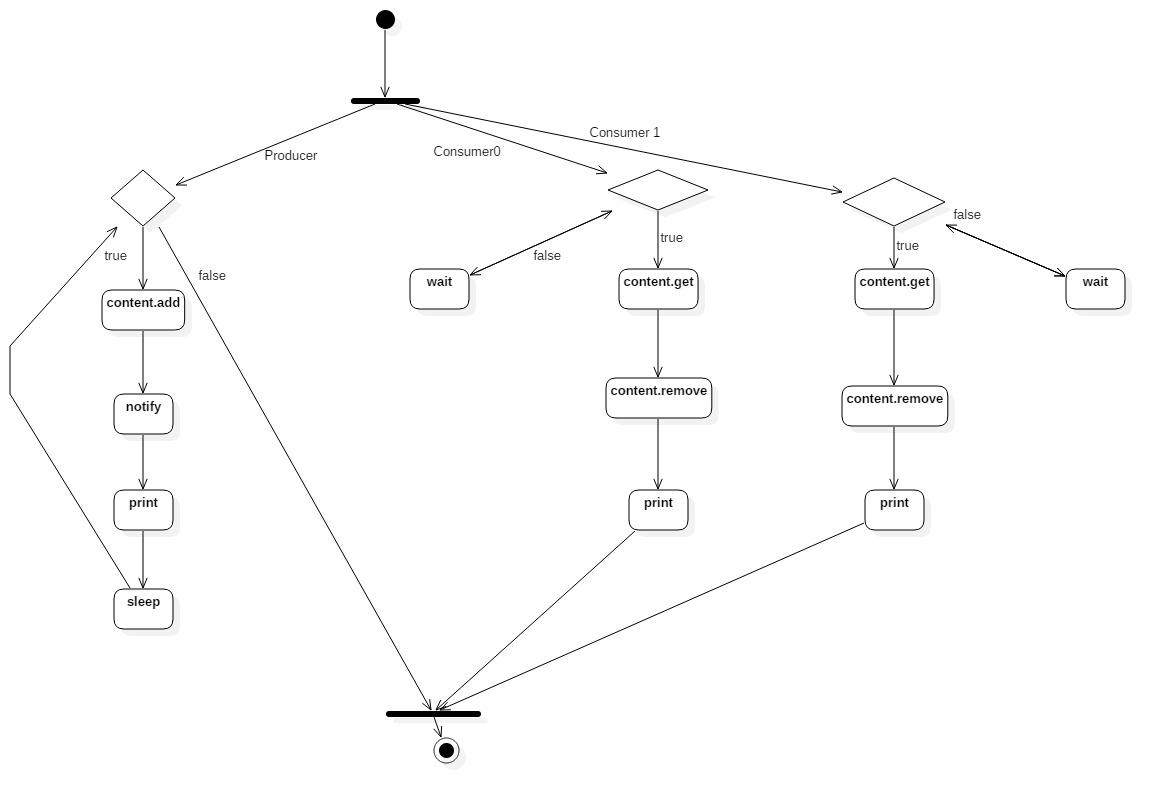 Consumer 1
Producer
Consumer0
true
false
content.add
notify
print
sleep
false
true
wait
content.get
content.remove
print
false
true
content.get
wait
content.remove
print